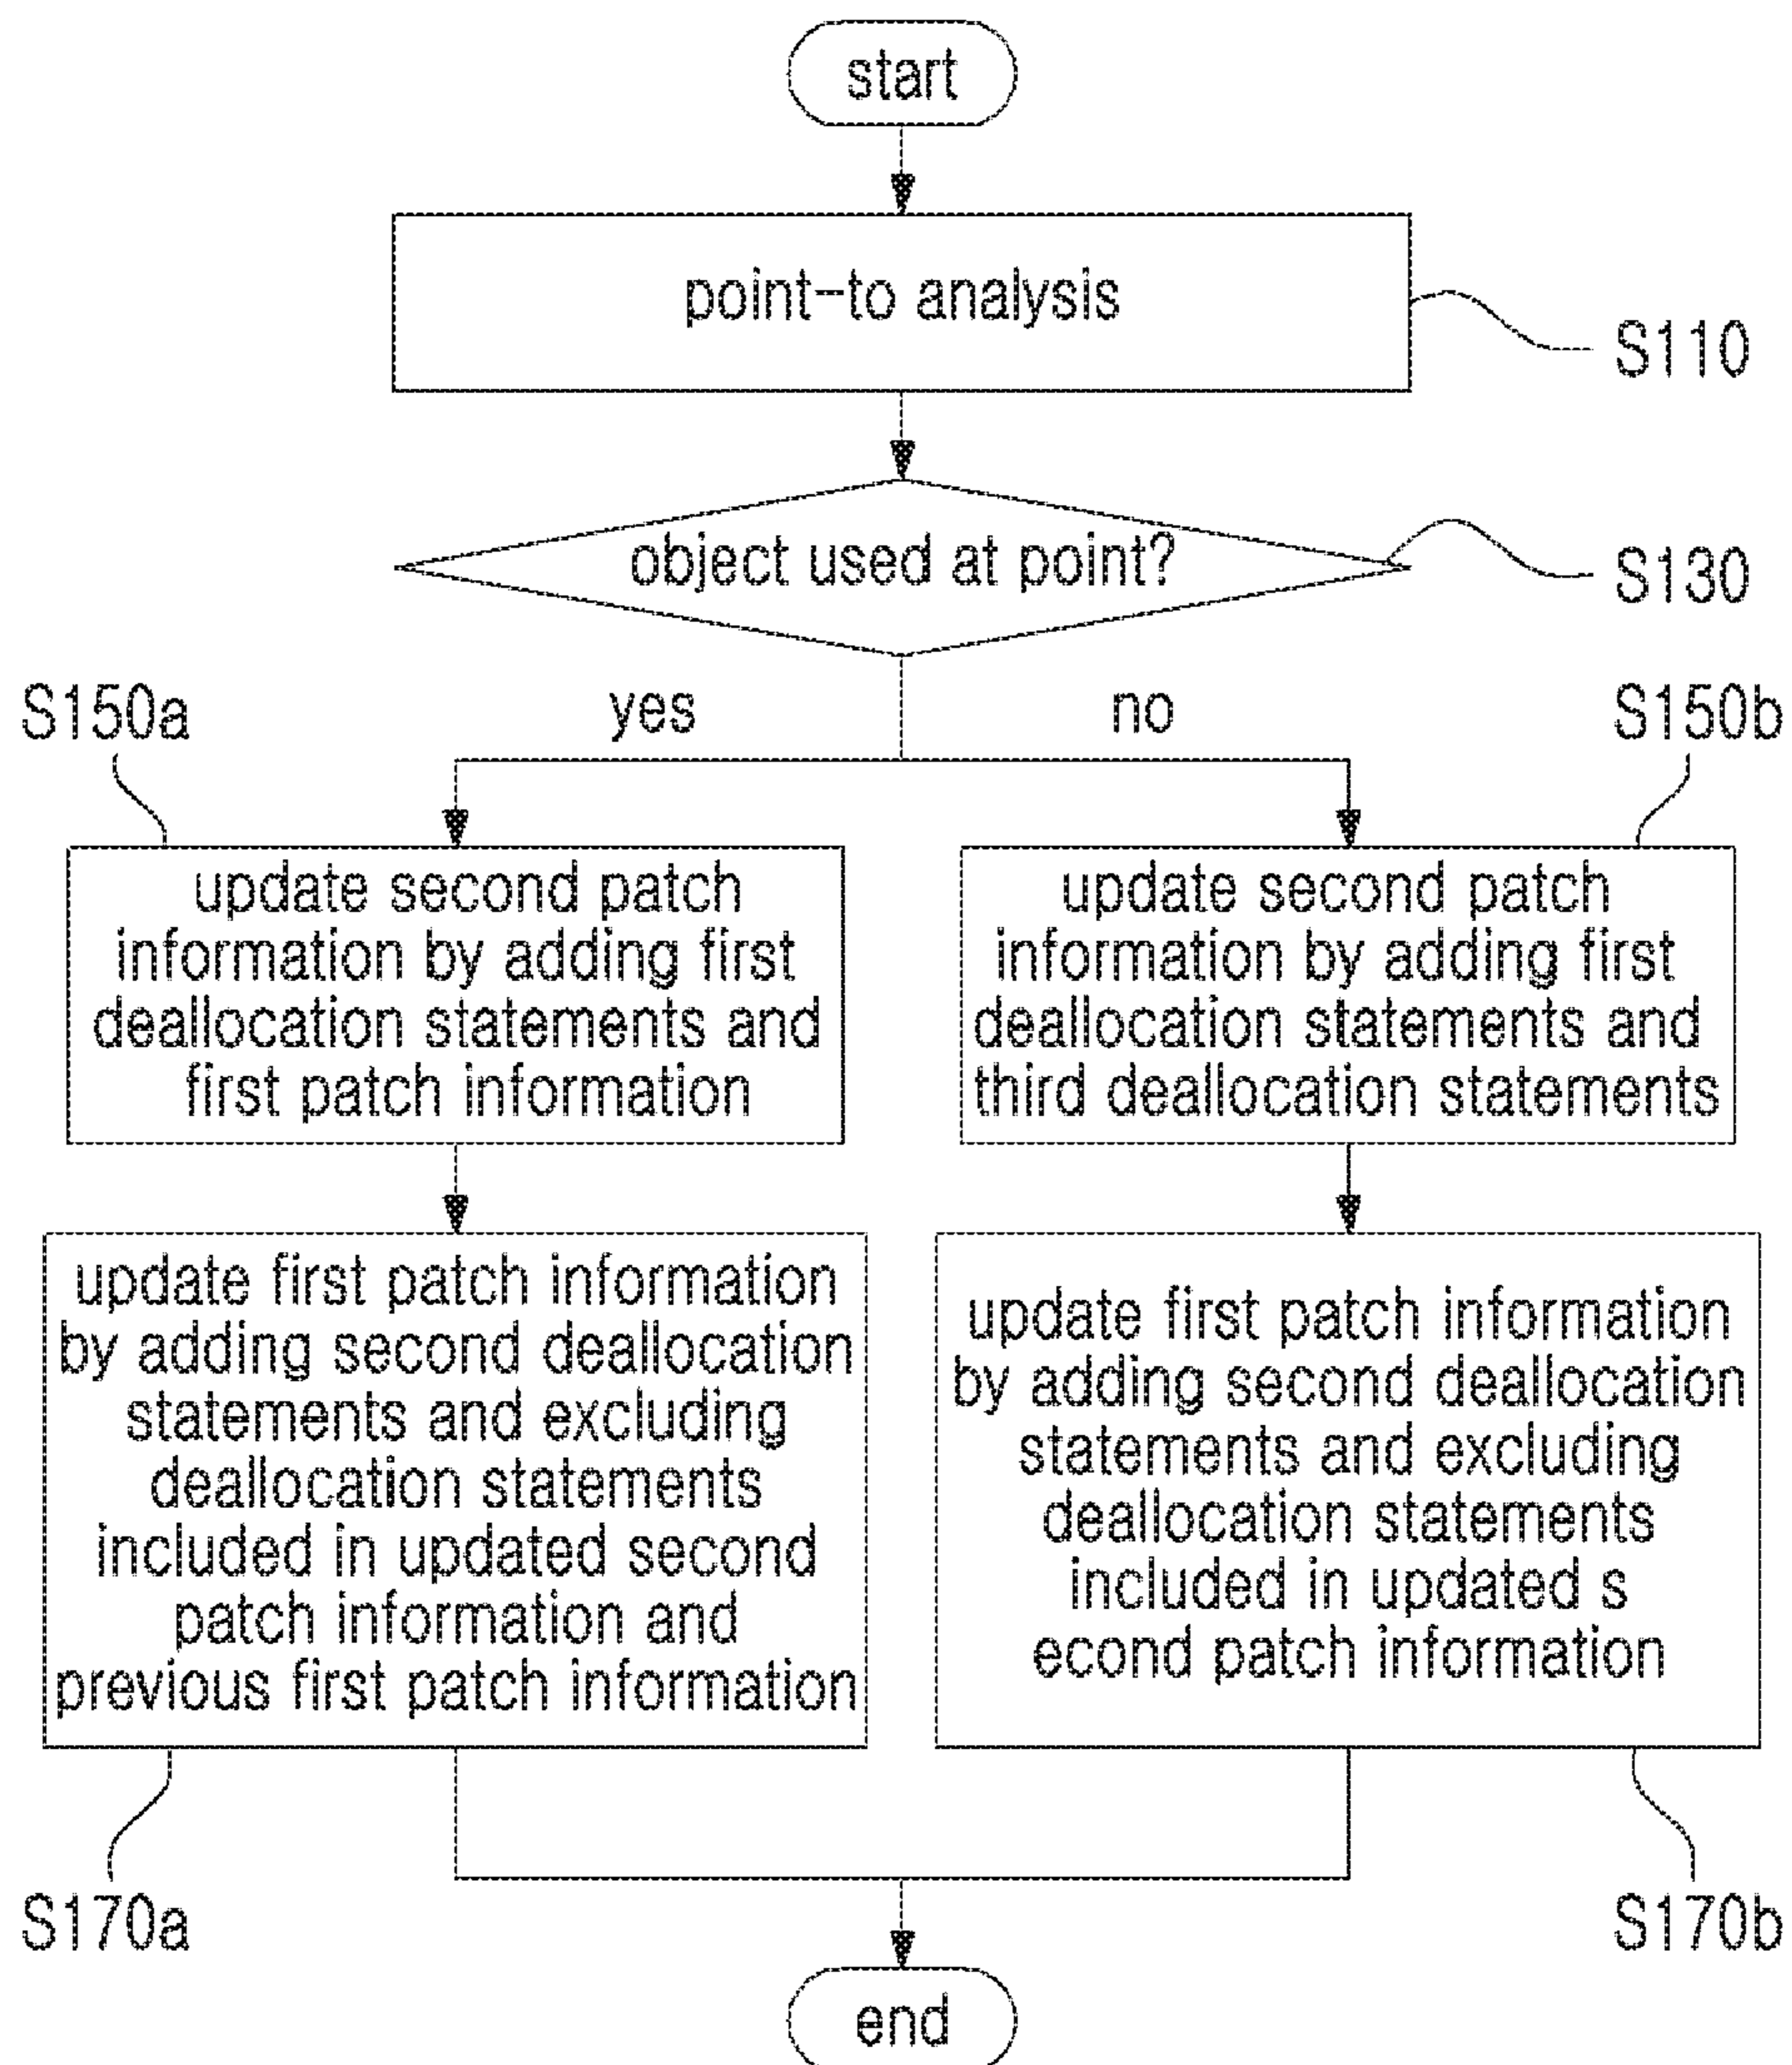 start
point-to analysis
S110
object used at point?
S130
yes
no
S150a
S150b
update second patch
information by adding first
deallocation statements and
first patch information
update second patch
information by adding first
deallocation statements and
third deallocation statements
update first patch information
by adding second deallocation
statements and excluding
deallocation statements
included in updated second
patch information and
previous first patch information
update first patch information
by adding second deallocation
statements and excluding
deallocation statements
included in updated s
econd patch information
S170a
S170b
end